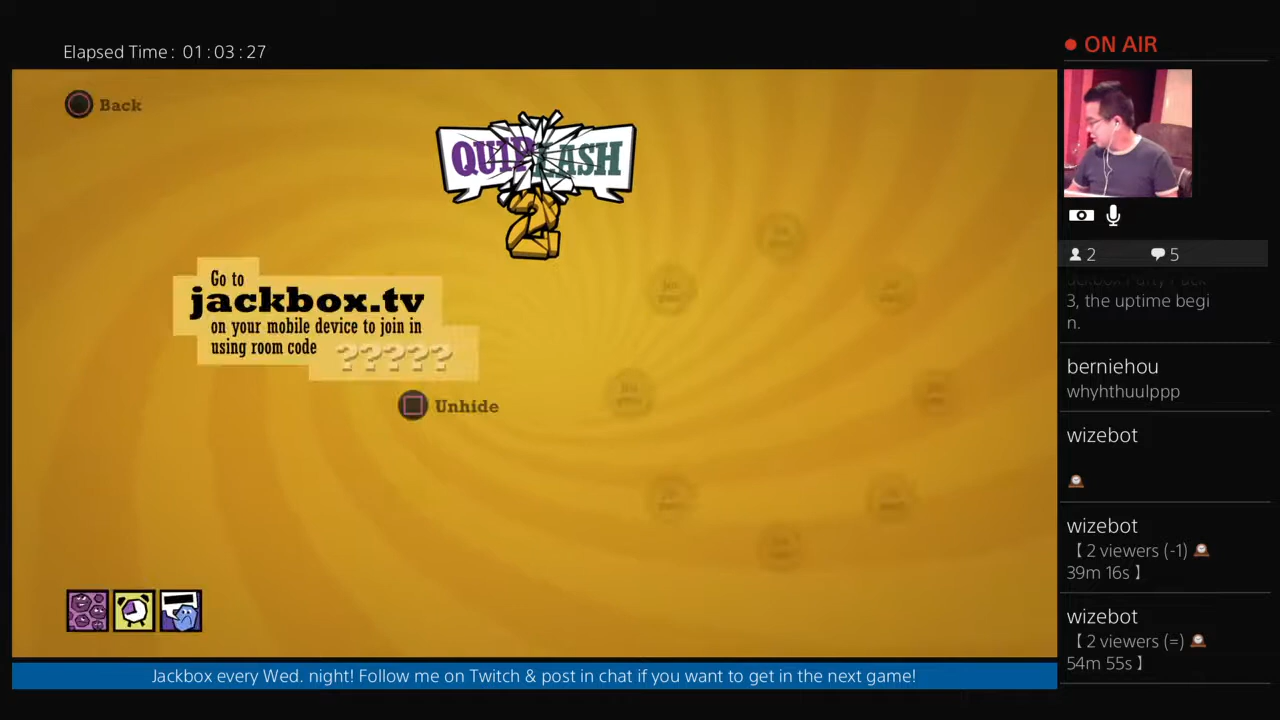 Elapsed Time: 01:03:27
ON AIR
Back
QUIPLASH
2
Go to
jackbox.tv
on your mobile device to join in
using room code ?????
Unhide
2 5
3, the uptime begi
n.
berniehou
whyhthuulppp
wizebot
wizebot
【 2 viewers (-1)
39m 16s 】
wizebot
【 2 viewers (=)
54m 55s 】
Jackbox every Wed. night! Follow me on Twitch & post in chat if you want to get in the next game!